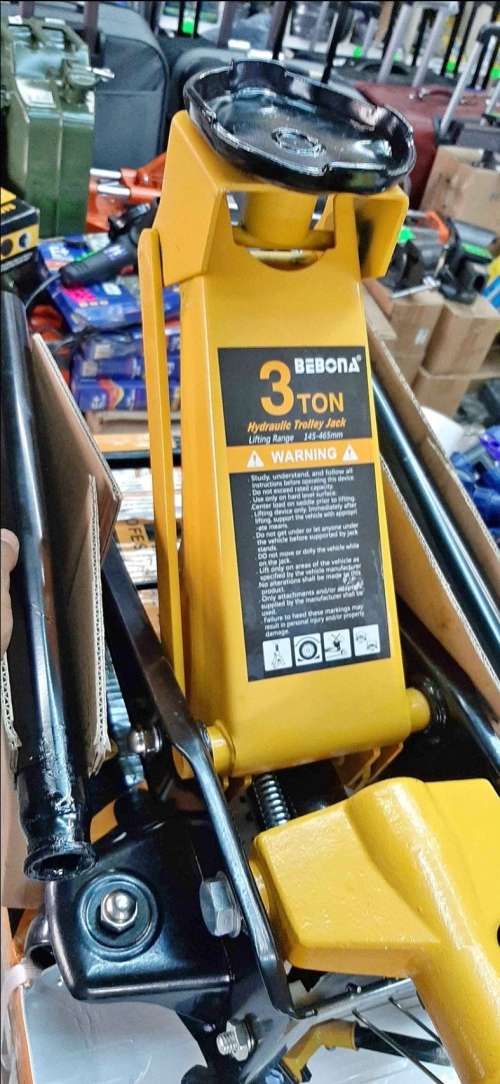 BEBONA®
3 TON
Hydraulic Trolley Jack
Lifting Range 145-465mm
WARNING
. Study, understand, and follow all
instructions before operating this device
. Do not exceed rated capacity.
. Use only on hard level surface.
. Center load on saddle prior to lifting.
. Lifting device only. Immediately after
lifting, support the vehicle with appropri
ate means.
. Do not get under or let anyone under
the vehicle before supported by jack
stands.
. DO not move or dolly the vehicle while
on the jack.
. Lift only on areas of the vehicle as
specified by the vehicle manufacturer
. No alterations shall be made to this
product.
. Only attachments and/or adapters
supplied by the manufacturer shall be
used.
. Failure to heed these markings may
result in personal injury and/or property
damage.